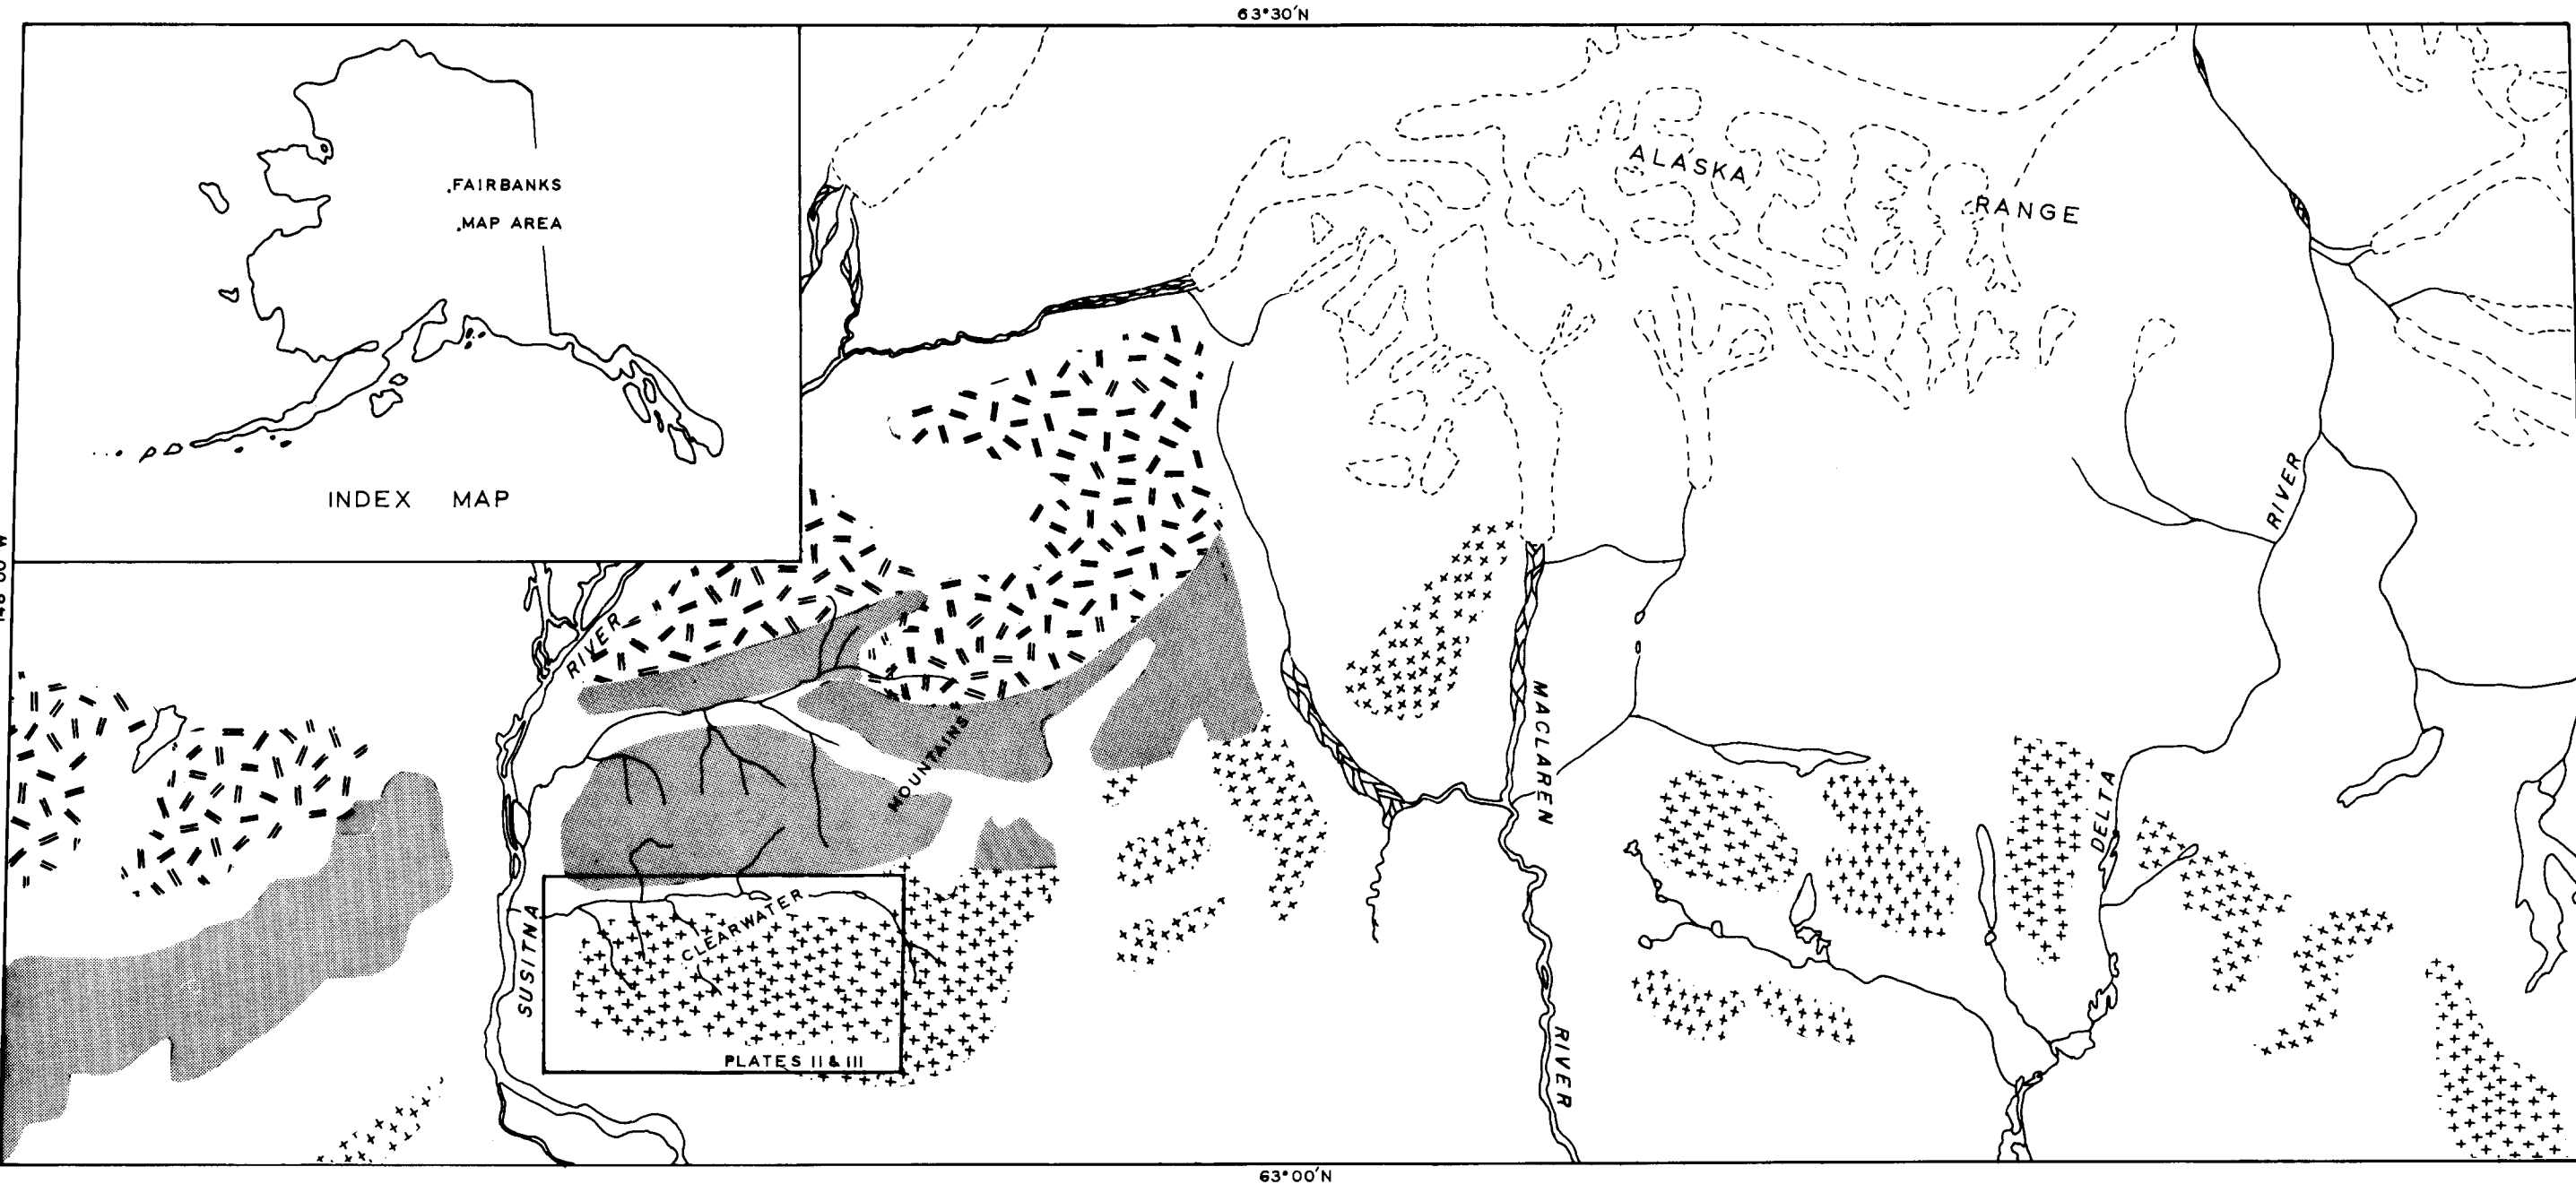 63°30'N
.FAIRBANKS
.MAP AREA
INDEX MAP
ALASKA
RANGE
RIVER
RIVER
MACLAREN
MOUNTAINS
DELTA
SUSITNA
CLEARWATER
PLATES II & III
RIVER
63°00'N